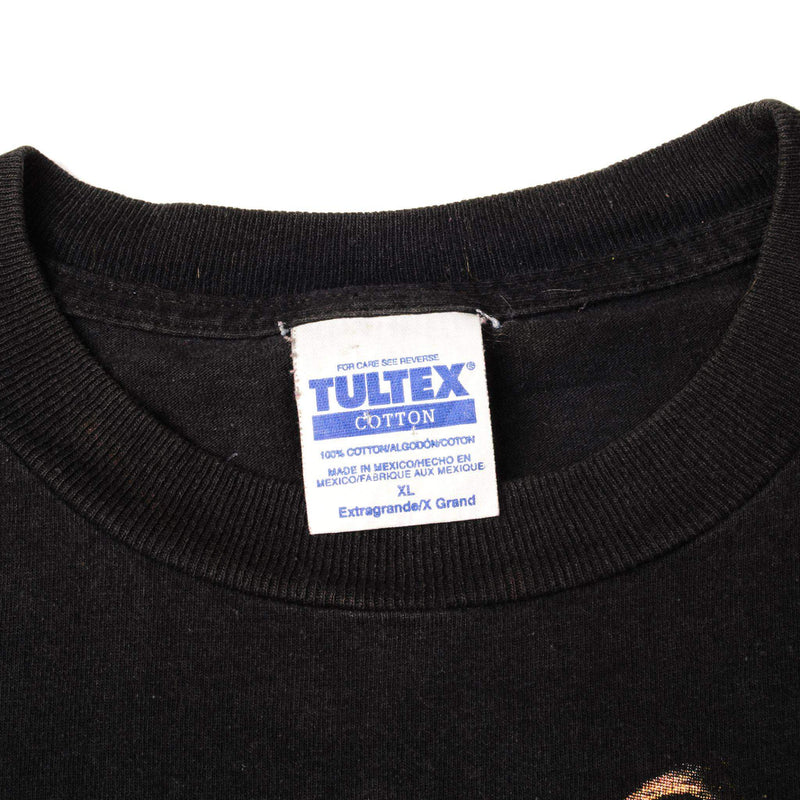 FOR CARE SEE REVERSE
TULTEX®
COTTON
100% COTTON/ALGODÓN/COTON
MADE IN MEXICO/HECHO EN
MEXICO/FABRIQUE AUX MEXIQUE
XL
Extragrande/X Grand